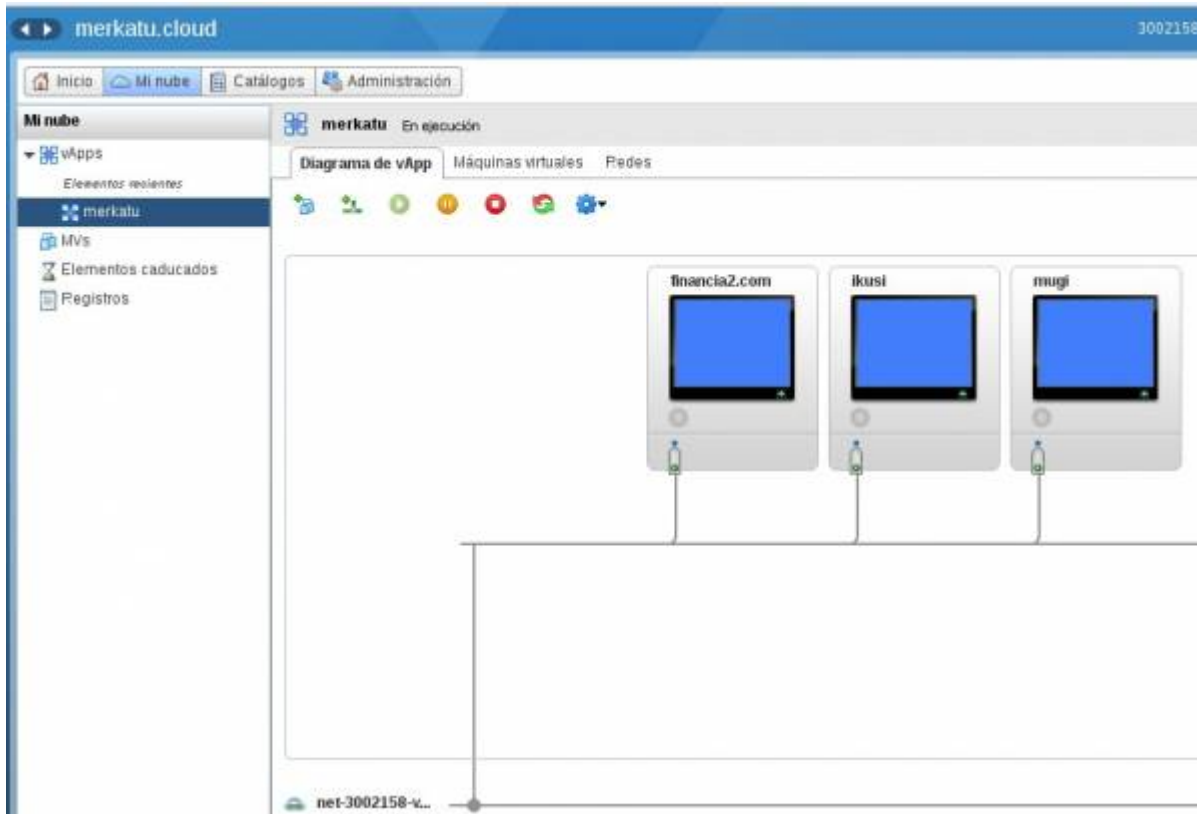 merkatu.cloud
3002158
Inicio Mi nube Catálogos Administración
Mi nube
merkatu En ejecución
vApps
Diagrama de vApp Máquinas virtuales Redes
Elementos recientes
merkatu
MVs
Elementos caducados
Registros
financia2.com ikusi mugi
net-3002158-v...